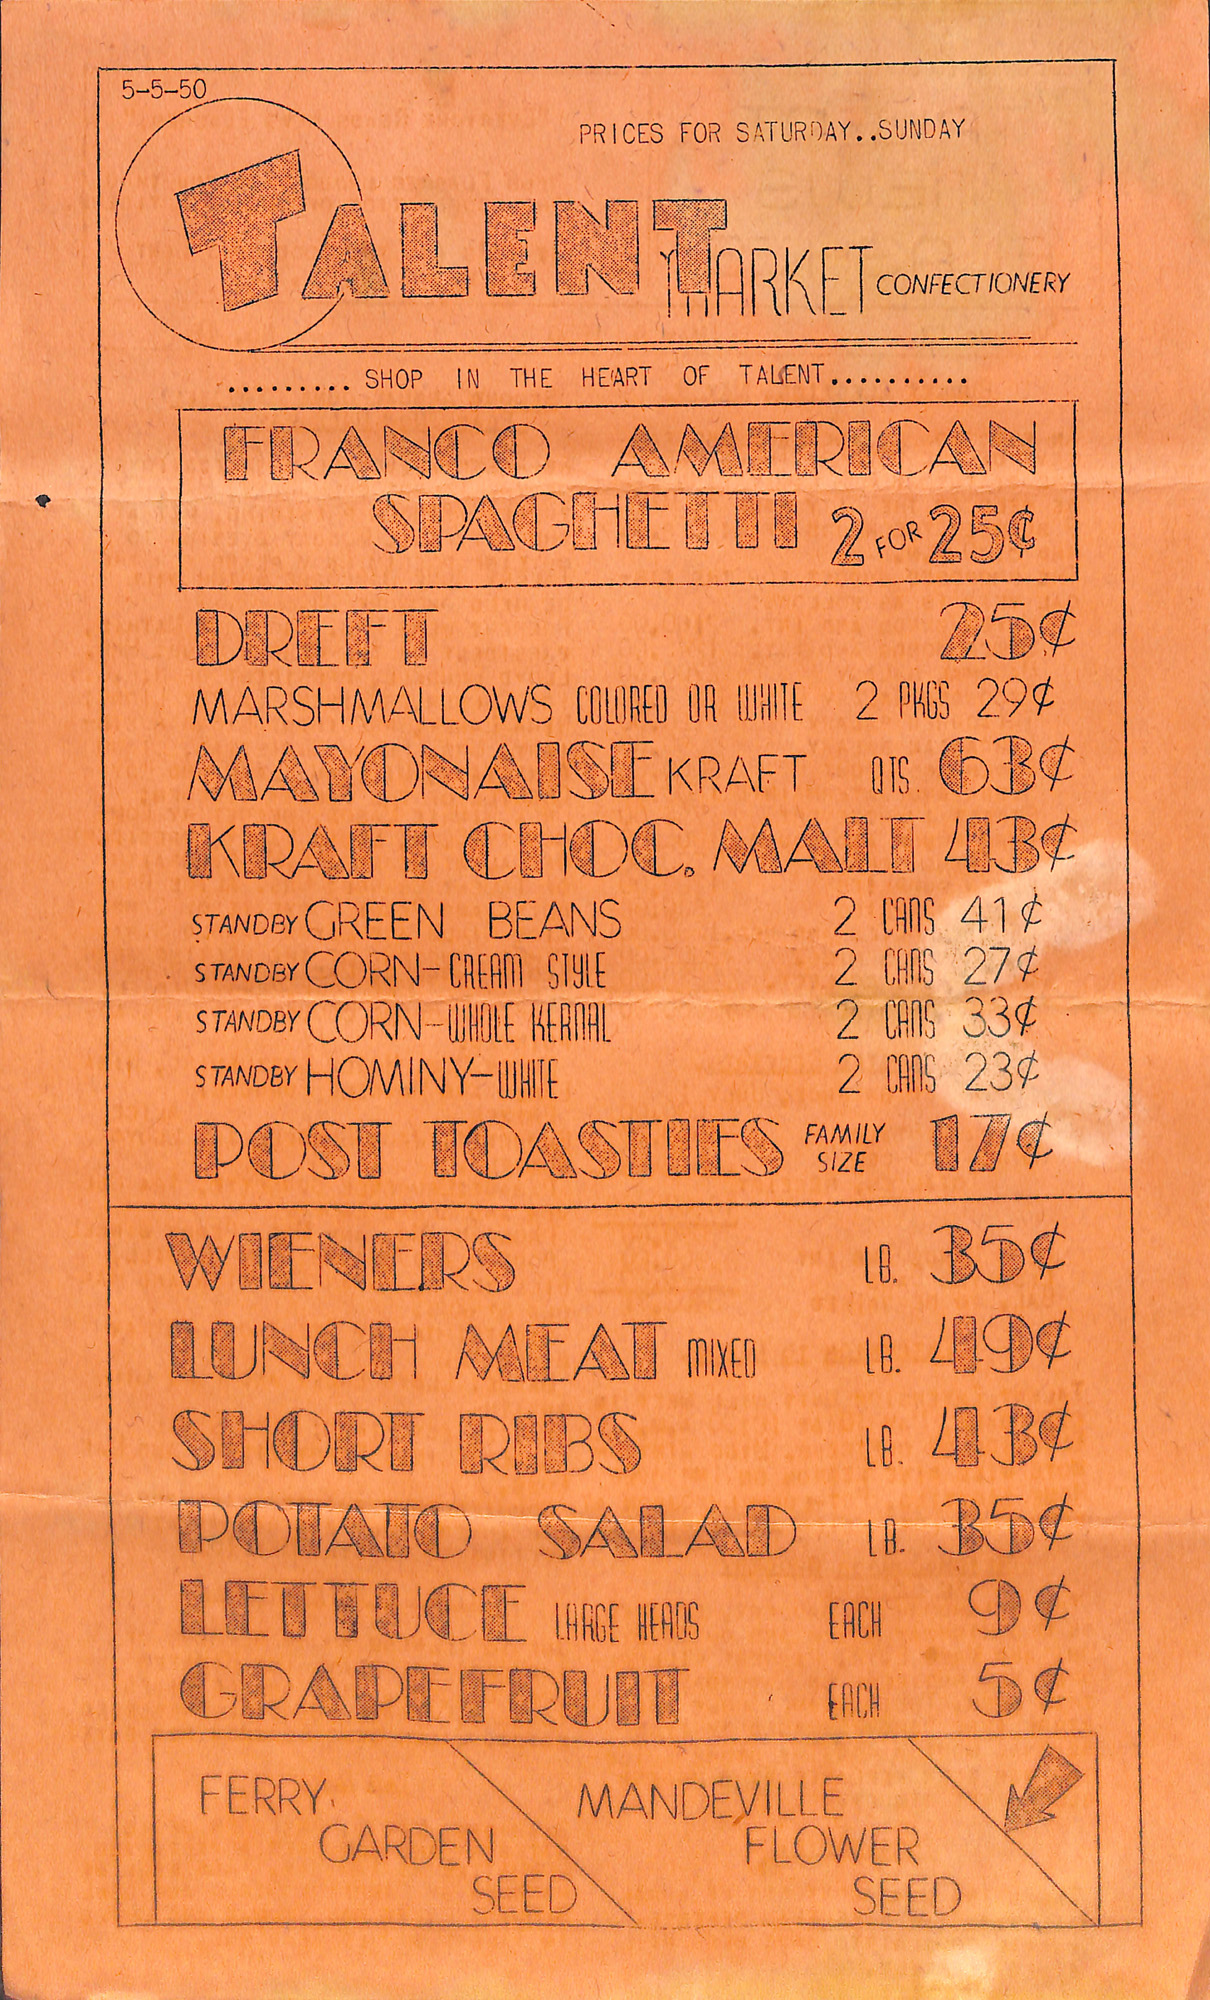 5-5-50
PRICES FOR SATURDAY..SUNDAY
TALENT MARKET CONFECTIONERY
......... SHOP IN THE HEART OF TALENT..........
FRANCO AMERICAN
SPAGHETTI 2 FOR 25¢
DREFT 25¢
MARSHMALLOWS COLORED OR WHITE 2 PKGS 29¢
MAYONAISE KRAFT QTS. 63¢
KRAFT CHOC. MALT 43¢
STANDBY GREEN BEANS 2 CANS 41¢
STANDBY CORN-CREAM STYLE 2 CANS 27¢
STANDBY CORN-WHOLE KERNAL 2 CANS 33¢
STANDBY HOMINY-WHITE 2 CANS 23¢
POST TOASTIES FAMILY SIZE 17¢
WIENERS LB. 35¢
LUNCH MEAT MIXED LB. 49¢
SHORT RIBS LB. 43¢
POTATO SALAD LB. 35¢
LETTUCE LARGE HEADS EACH 9¢
GRAPEFRUIT EACH 5¢
FERRY GARDEN SEED
MANDEVILLE FLOWER SEED